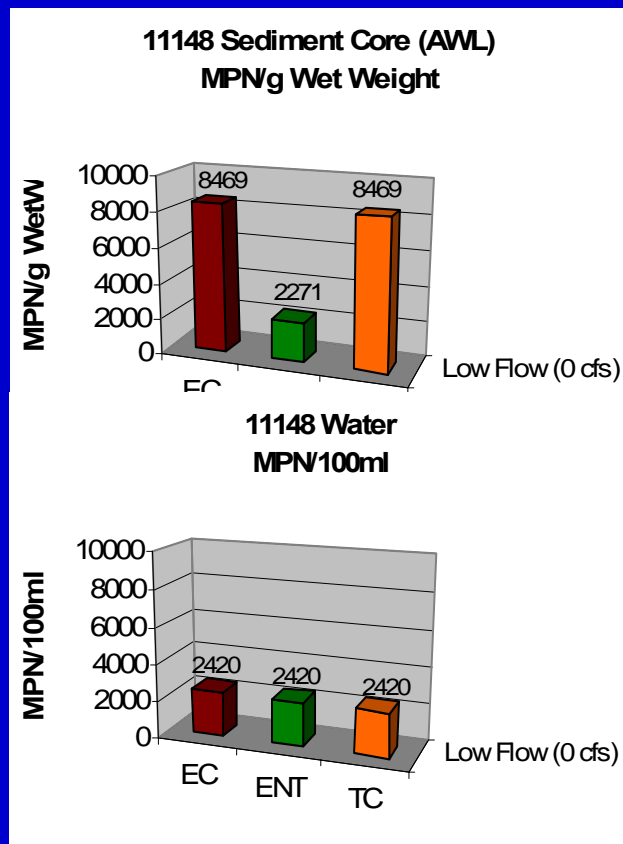 11148 Sediment Core (AWL)
MPN/g Wet Weight
MPN/g WetW
10000
8000
6000
4000
2000
0
8469
2271
8469
EC
Low Flow (0 cfs)
11148 Water
MPN/100ml
MPN/100ml
10000
8000
6000
4000
2000
0
2420
2420
2420
EC
ENT
TC
Low Flow (0 cfs)